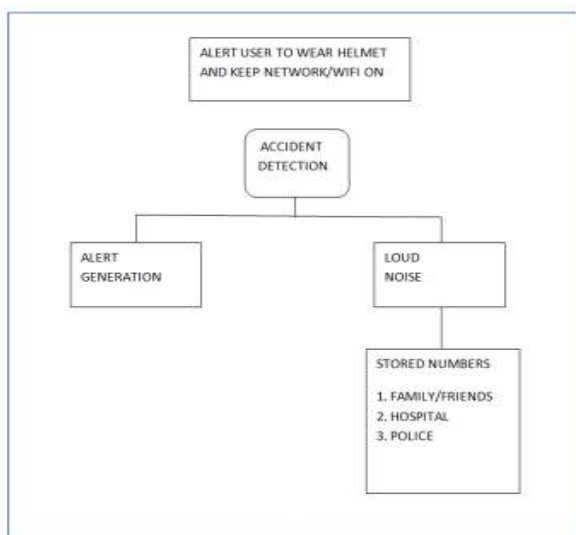 ALERT USER TO WEAR HELMET
AND KEEP NETWORK/WIFI ON
ACCIDENT
DETECTION
ALERT
GENERATION
LOUD
NOISE
STORED NUMBERS
1. FAMILY/FRIENDS
2. HOSPITAL
3. POLICE